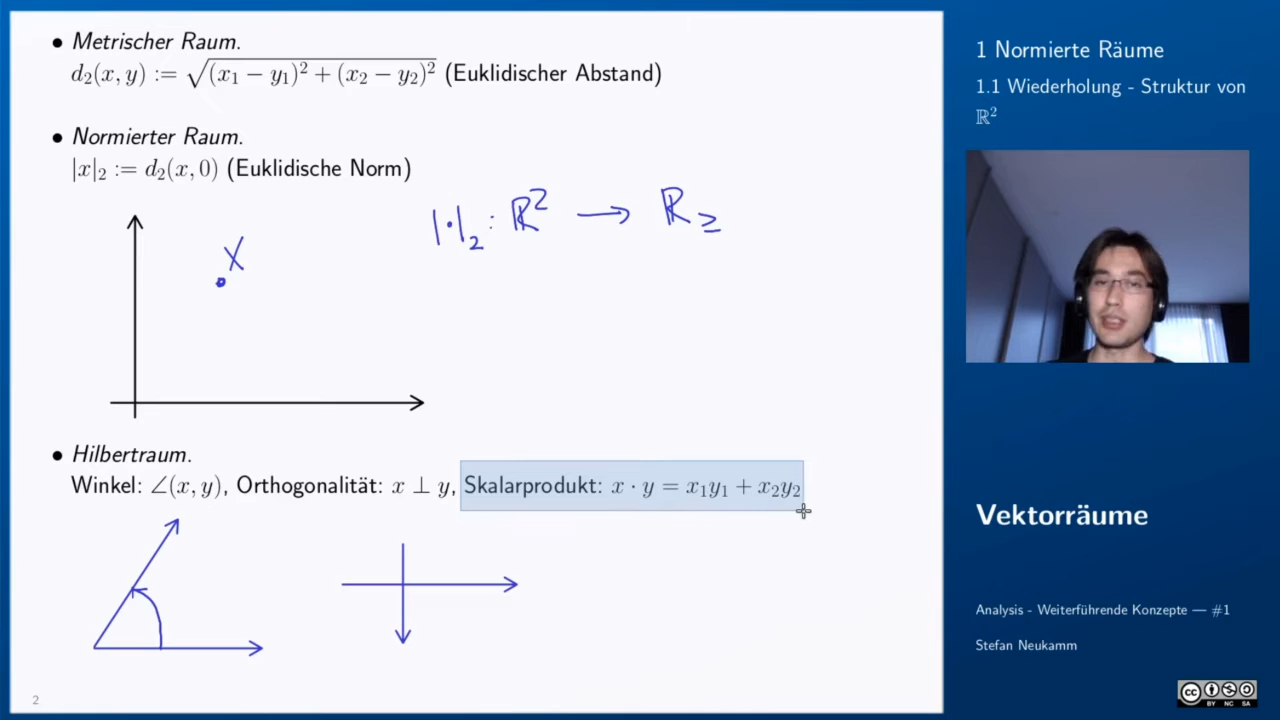 • Metrischer Raum.
d₂(x, y) := √((x₁ − y₁)² + (x₂ − y₂)²) (Euklidischer Abstand)
• Normierter Raum.
|x|₂ := d₂(x, 0) (Euklidische Norm)
|·|₂ : ℝ² → ℝ≥
x
• Hilbertraum.
Winkel: ∠(x, y), Orthogonalität: x ⊥ y, Skalarprodukt: x · y = x₁y₁ + x₂y₂
2
1 Normierte Räume
1.1 Wiederholung - Struktur von
ℝ²
Vektorräume
Analysis - Weiterführende Konzepte — #1
Stefan Neukamm
CC BY NC SA